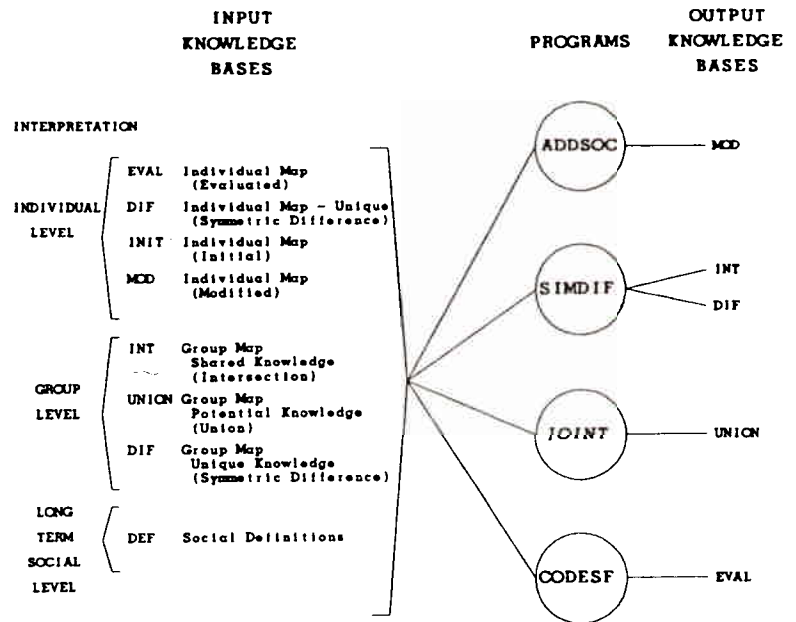 INPUT
KNOWLEDGE
BASES
PROGRAMS
OUTPUT
KNOWLEDGE
BASES
INTERPRETATION
INDIVIDUAL
LEVEL
EVAL Individual Map
(Evaluated)
DIF Individual Map - Unique
(Symmetric Difference)
INIT Individual Map
(Initial)
MOD Individual Map
(Modified)
GROUP
LEVEL
INT Group Map
Shared Knowledge
(Intersection)
UNION Group Map
Potential Knowledge
(Union)
DIF Group Map
Unique Knowledge
(Symmetric Difference)
LONG
TERM
SOCIAL
LEVEL
DEF Social Definitions
ADDSOC
MOD
SIMDIF
INT
DIF
JOINT
UNION
CODESF
EVAL